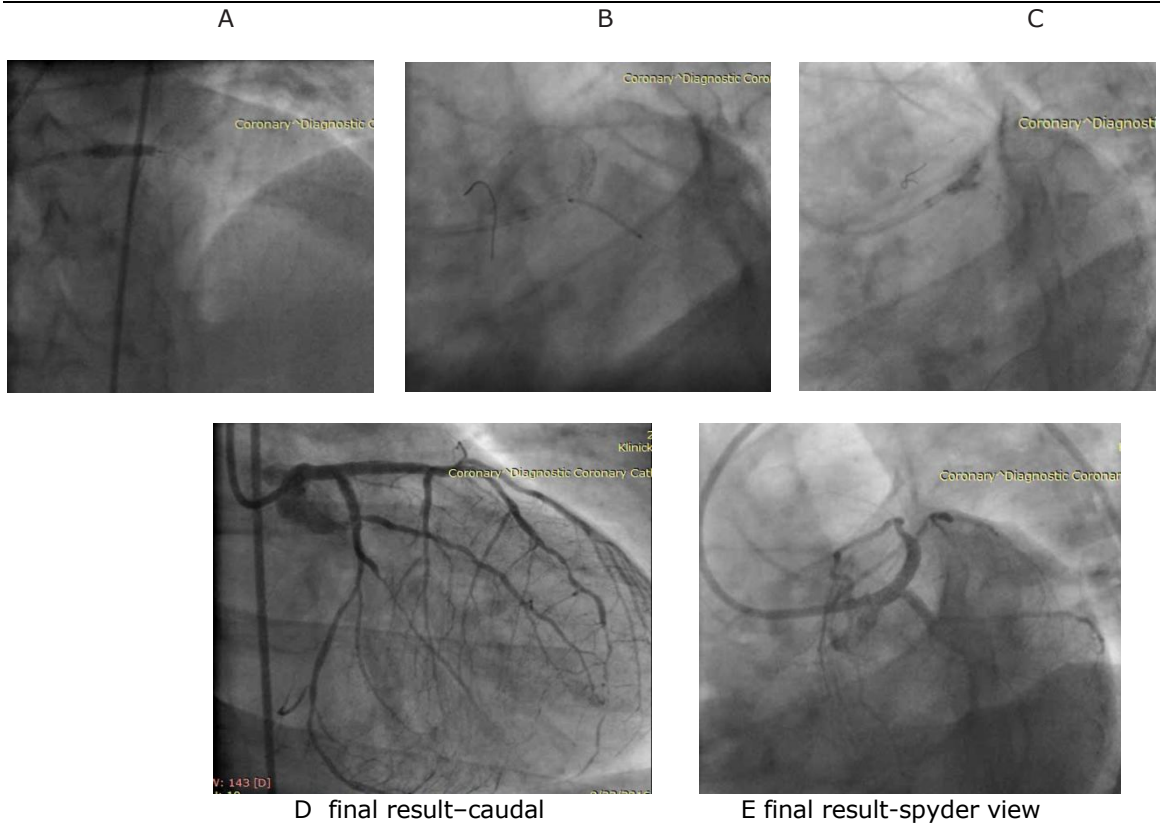 A
B
C
Coronary^Diagnostic C
Coronary^Diagnostic Coro
Coronary^Diagnosti
Klinick
Coronary^Diagnostic Coronary Cat
Coronary^Diagnostic Coronar
W: 143 [D]
D final result–caudal
E final result-spyder view